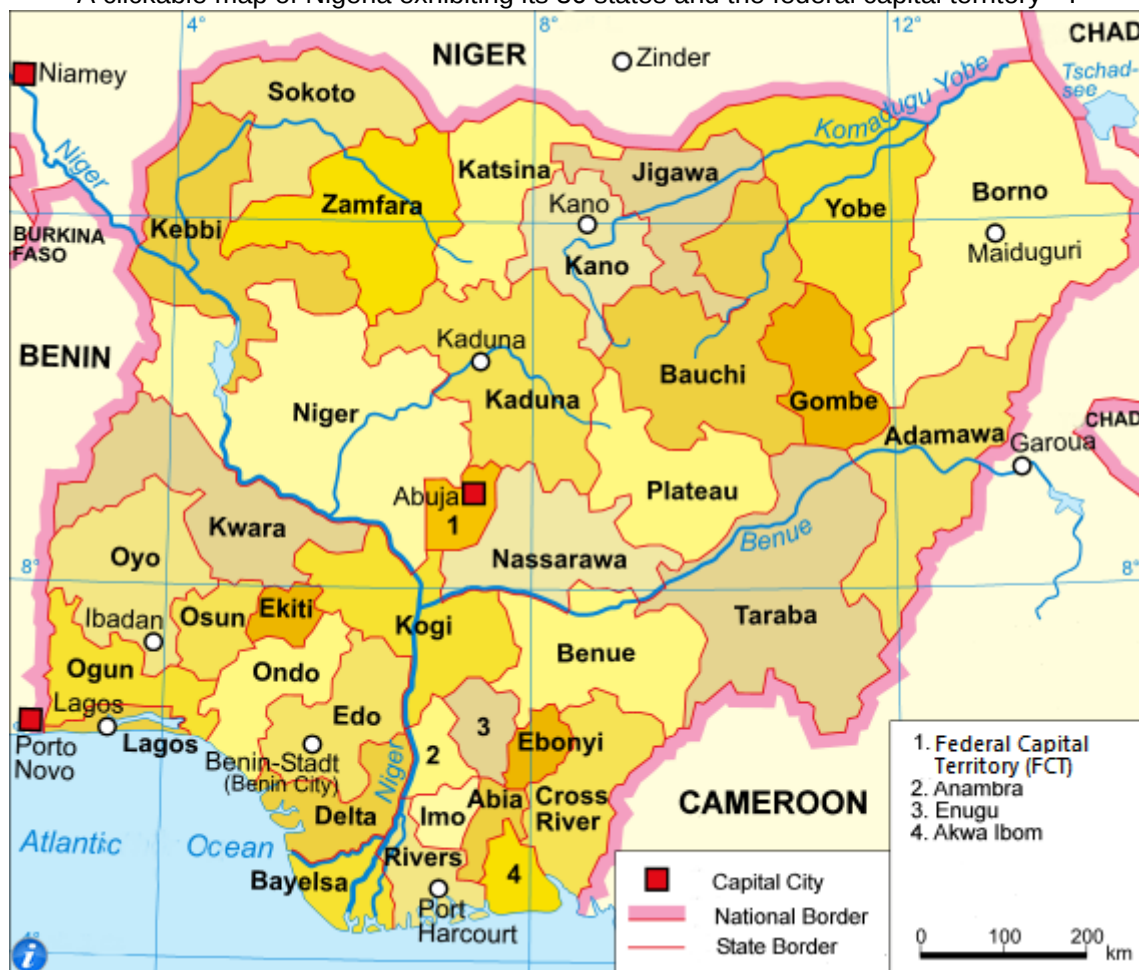 4°
8°
12°
NIGER
CHAD
Zinder
Tschad-
see
Niamey
Sokoto
Komadugu Yobe
Niger
Katsina
Jigawa
Zamfara
Kano
Yobe
Borno
Kebbi
BURKINA
FASO
Maiduguri
Kano
BENIN
Kaduna
Bauchi
Kaduna
Gombe
Niger
CHAD
Adamawa
Garoua
Plateau
Abuja
1
Benue
Kwara
Nassarawa
Oyo
8°
8°
Ekiti
Osun
Ibadan
Taraba
Kogi
Benue
Ogun
Ondo
Lagos
Edo
3
Lagos
Porto
Novo
Ebonyi
2
Benin-Stadt
(Benin City)
Niger
Abia
Cross
River
CAMEROON
Delta
Imo
Atlantic Ocean
Rivers
Bayelsa
4
Port
Harcourt
4°
i
1. Federal Capital
Territory (FCT)
2. Anambra
3. Enugu
4. Akwa Ibom
Capital City
National Border
State Border
0 100 200 km